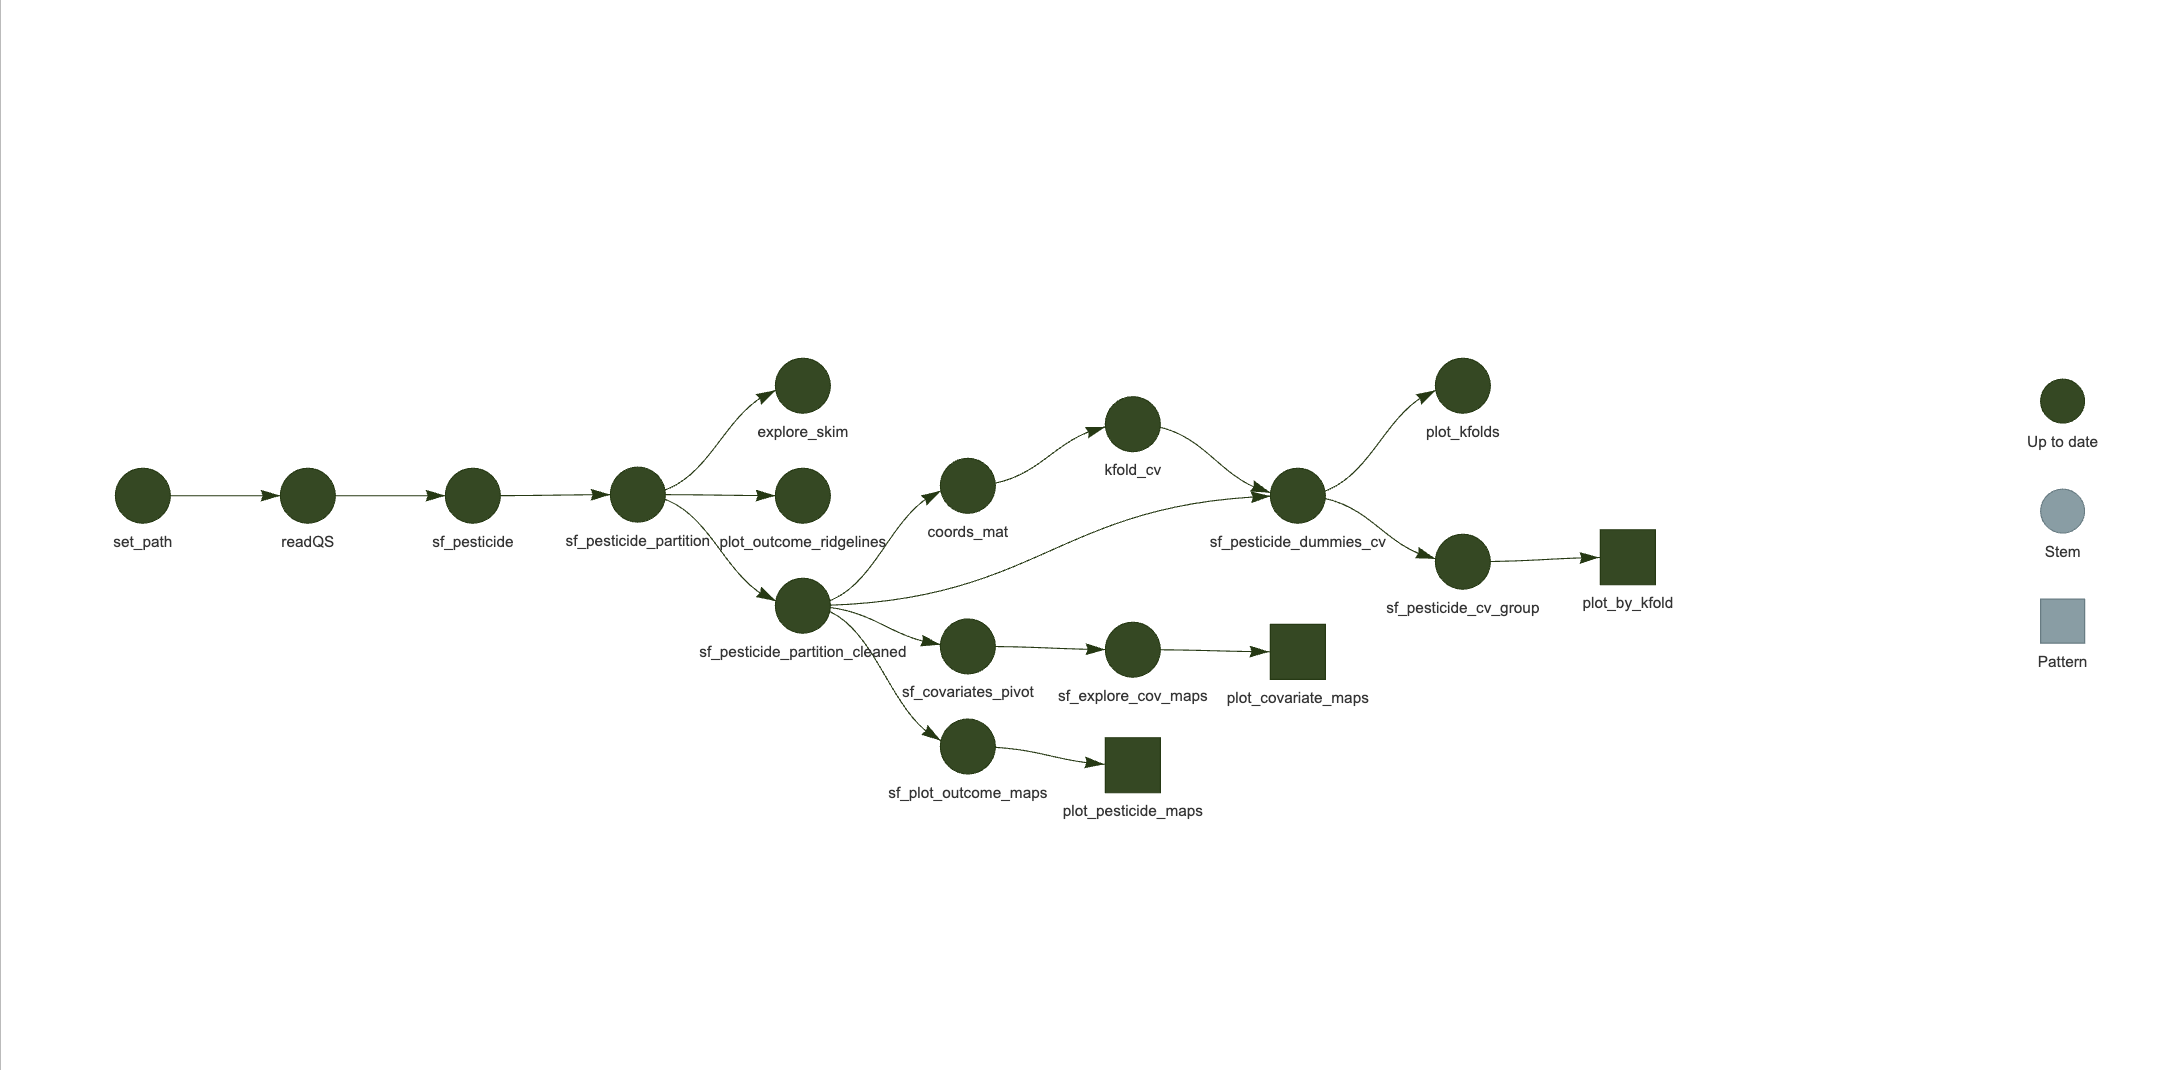 explore_skim
plot_kfolds
Up to date
kfold_cv
coords_mat
set_path
readQS
sf_pesticide
sf_pesticide_partition
plot_outcome_ridgelines
sf_pesticide_dummies_cv
Stem
sf_pesticide_cv_group
plot_by_kfold
sf_pesticide_partition_cleaned
Pattern
sf_covariates_pivot
sf_explore_cov_maps
plot_covariate_maps
sf_plot_outcome_maps
plot_pesticide_maps